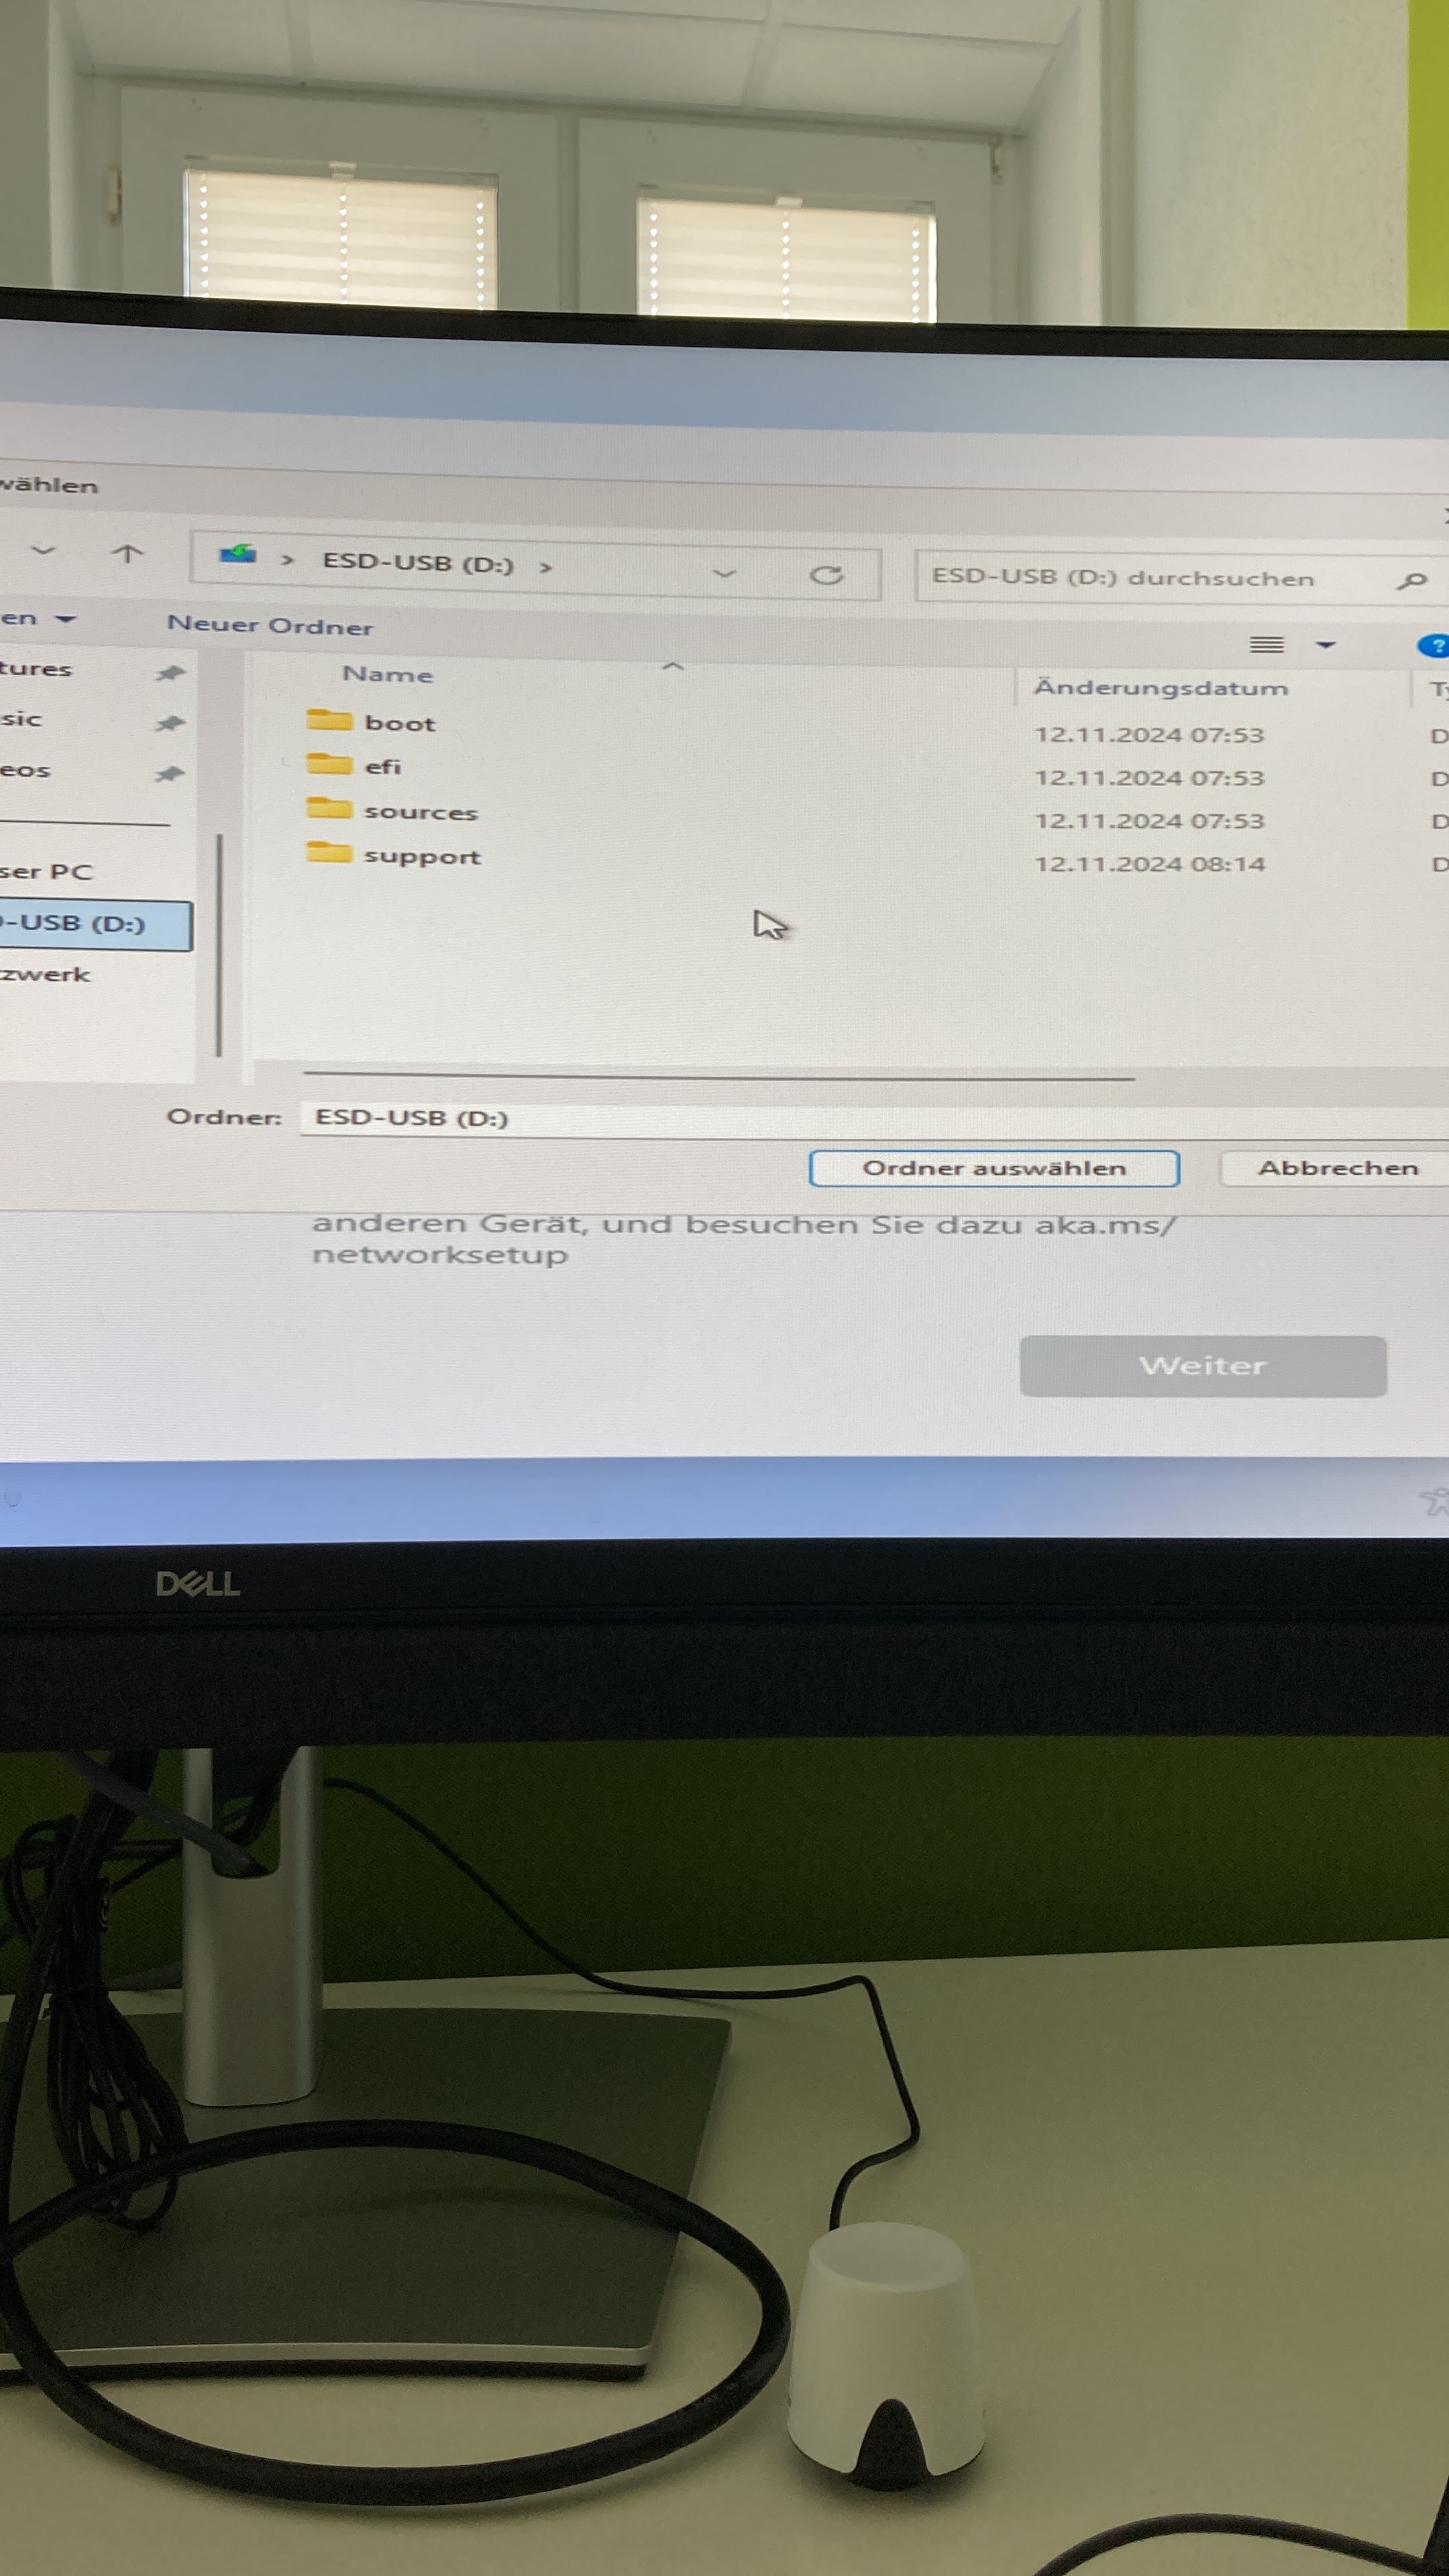 wählen
ESD-USB (D:)
ESD-USB (D:) durchsuchen
en
Neuer Ordner
tures
sic
eos
ser PC
-USB (D:)
zwerk
Name
Änderungsdatum
boot
12.11.2024 07:53
D
efi
12.11.2024 07:53
D
sources
12.11.2024 07:53
D
support
12.11.2024 08:14
D
Ordner: ESD-USB (D:)
Ordner auswählen
Abbrechen
anderen Gerät, und besuchen Sie dazu aka.ms/
networksetup
Weiter
DELL